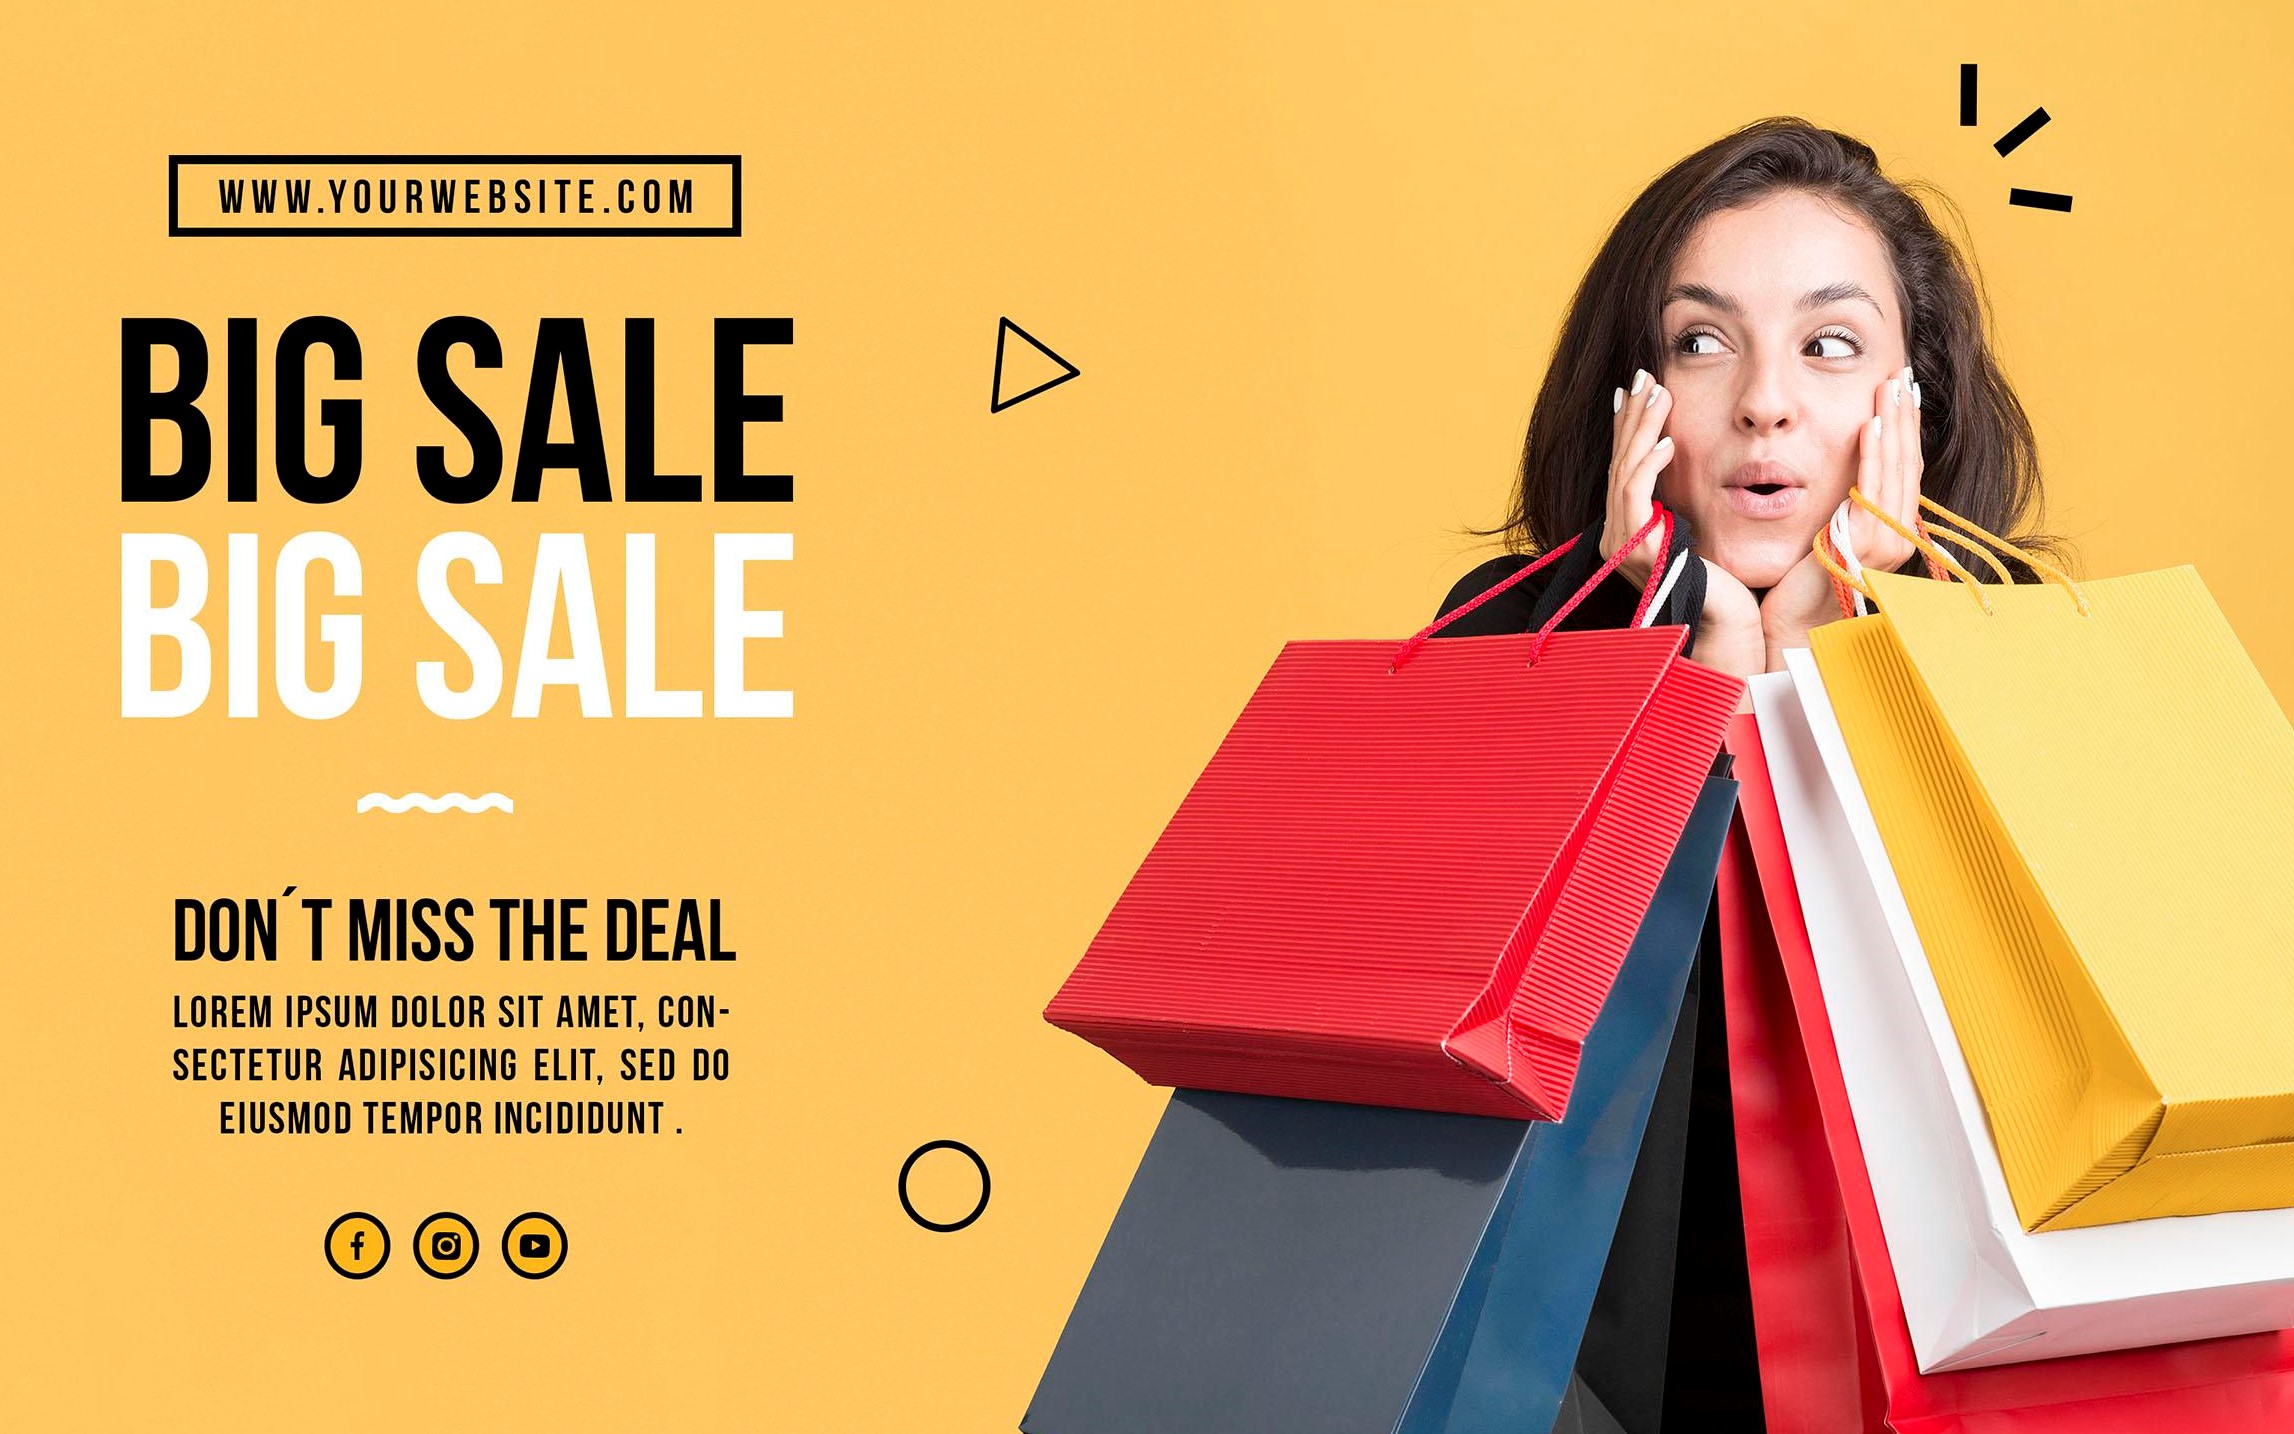 WWW.YOURWEBSITE.COM
BIG SALE
BIG SALE
DON´T MISS THE DEAL
LOREM IPSUM DOLOR SIT AMET, CON-
SECTETUR ADIPISICING ELIT, SED DO
EIUSMOD TEMPOR INCIDIDUNT .